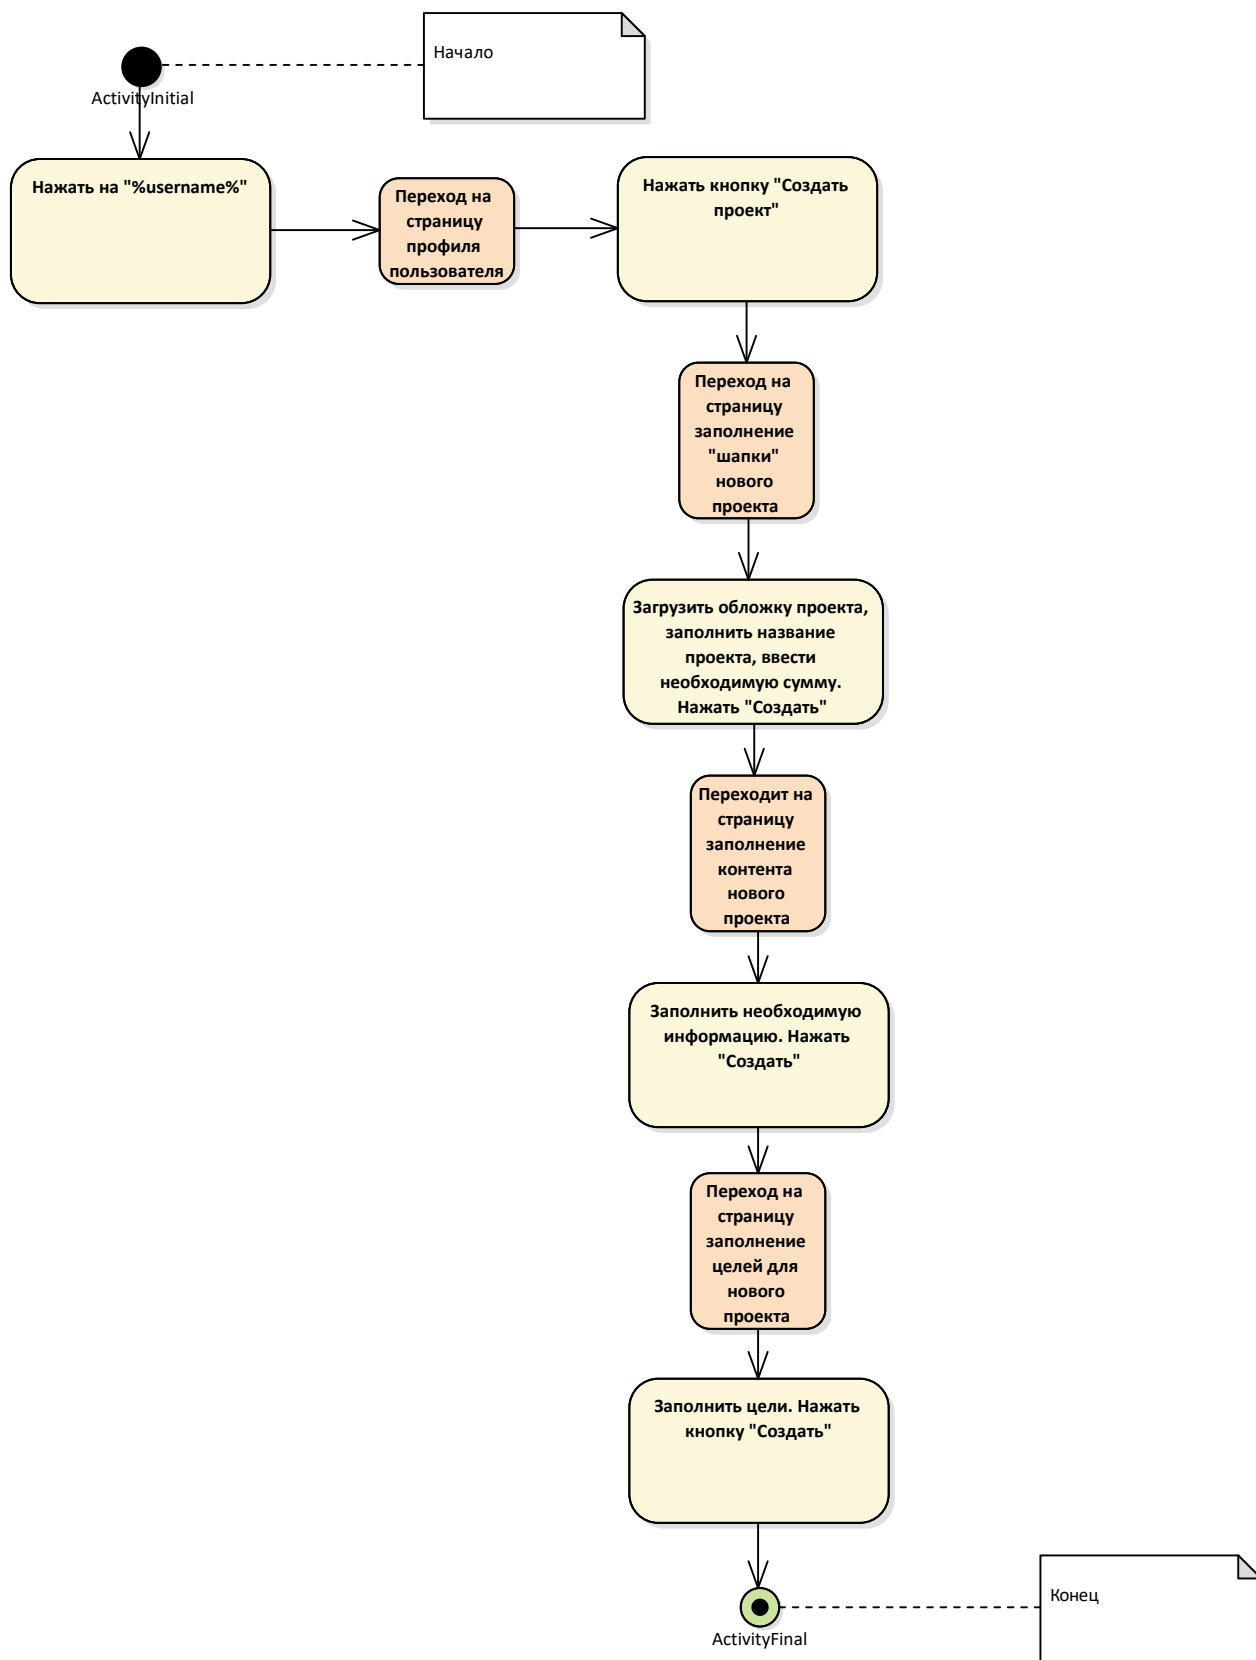 Начало
ActivityInitial
Нажать на "%username%"
Переход на
страницу
профиля
пользователя
Нажать кнопку "Создать
проект"
Переход на
страницу
заполнение
"шапки"
нового
проекта
Загрузить обложку проекта,
заполнить название
проекта, ввести
необходимую сумму.
Нажать "Создать"
Переходит на
страницу
заполнение
контента
нового
проекта
Заполнить необходимую
информацию. Нажать
"Создать"
Переход на
страницу
заполнение
целей для
нового
проекта
Заполнить цели. Нажать
кнопку "Создать"
Конец
ActivityFinal